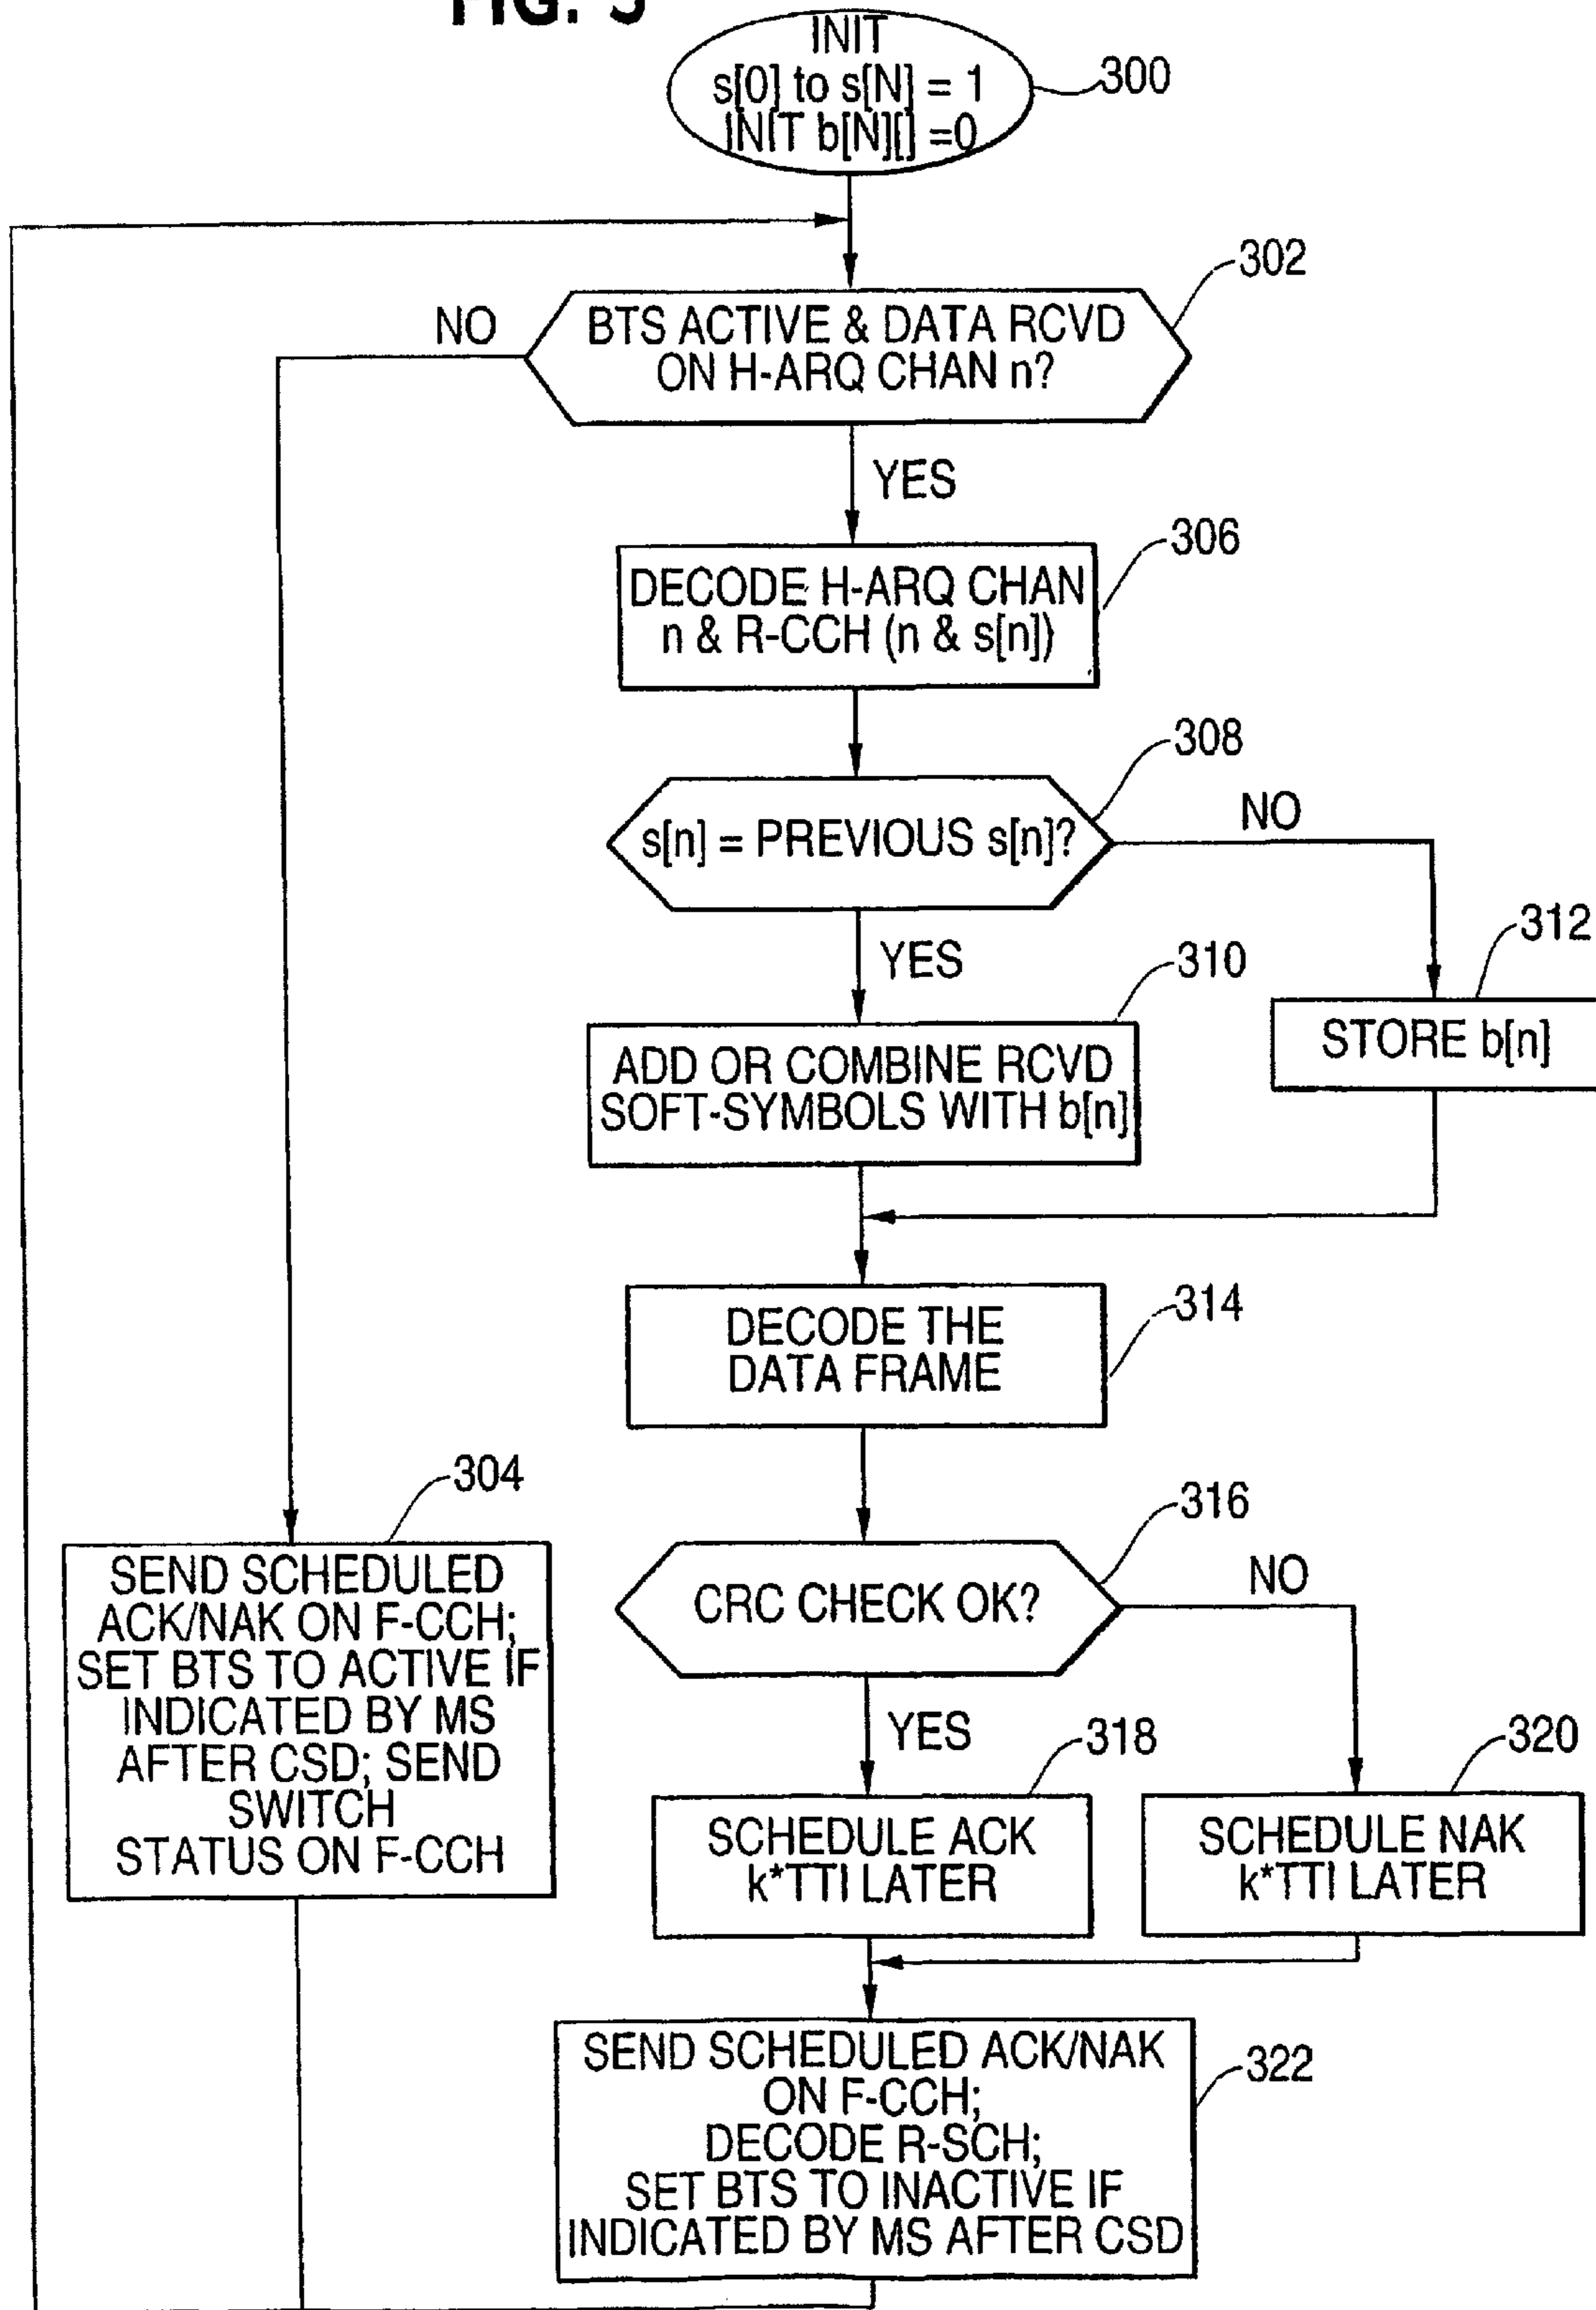 FIG. 3
INIT
s[0] to s[N] = 1
INIT b[N][] =0
300
302
BTS ACTIVE & DATA RCVD
ON H-ARQ CHAN n?
NO
YES
306
DECODE H-ARQ CHAN
n & R-CCH (n & s[n])
308
s[n] = PREVIOUS s[n]?
NO
YES
310
312
ADD OR COMBINE RCVD
SOFT-SYMBOLS WITH b[n]
STORE b[n]
314
DECODE THE
DATA FRAME
304
316
SEND SCHEDULED
ACK/NAK ON F-CCH;
SET BTS TO ACTIVE IF
INDICATED BY MS
AFTER CSD; SEND
SWITCH
STATUS ON F-CCH
CRC CHECK OK?
NO
YES
318
320
SCHEDULE ACK
k*TTI LATER
SCHEDULE NAK
k*TTI LATER
322
SEND SCHEDULED ACK/NAK
ON F-CCH;
DECODE R-SCH;
SET BTS TO INACTIVE IF
INDICATED BY MS AFTER CSD